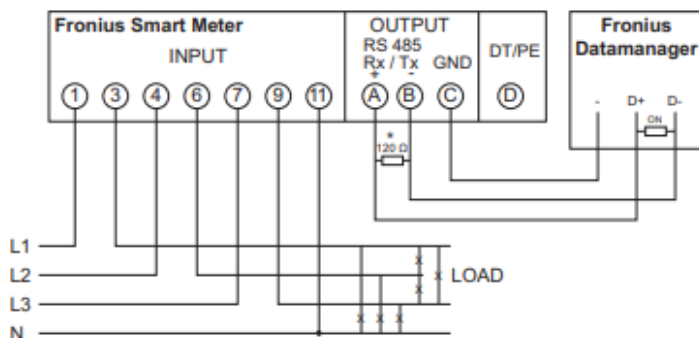 Fronius Smart Meter
INPUT
OUTPUT
RS 485
Rx / Tx GND
+ -
DT/PE
Fronius
Datamanager
1 3 4 6 7 9 11 A B C D
- D+ D-
ON
*
120 Ω
L1
L2
L3
N
LOAD